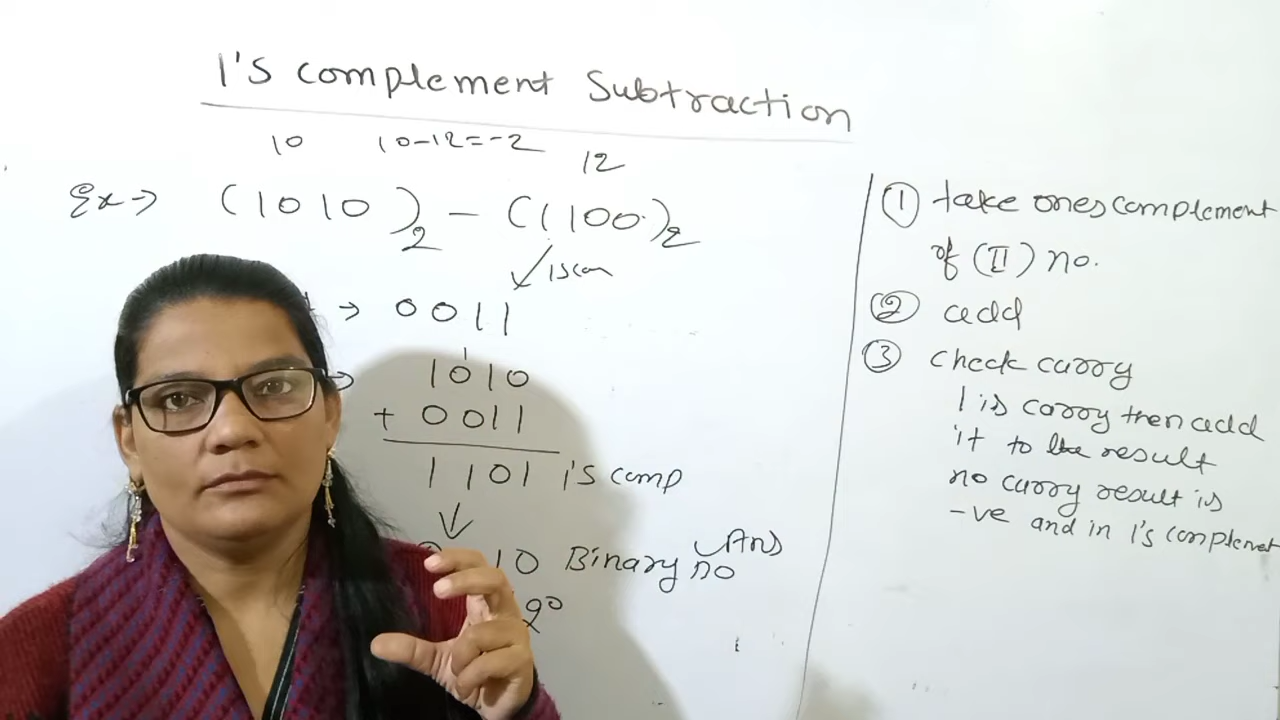 1's complement Subtraction
10 10-12=-2 12
Ex→ (1010)₂ - (1100)₂
1's com
→ 0011
1
1010
+ 0011
1101 1's comp
10 Binary no Ans
2⁰
① take ones complement
of (II) no.
② add
③ check carry
1 is carry then add
it to the result
no carry result is
-ve and in 1's complement